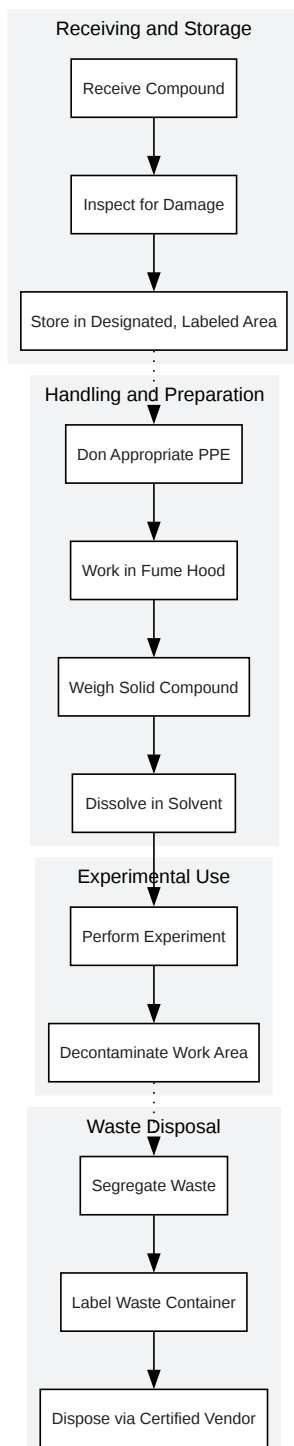 Receiving and Storage
Receive Compound
Inspect for Damage
Store in Designated, Labeled Area
Handling and Preparation
Don Appropriate PPE
Work in Fume Hood
Weigh Solid Compound
Dissolve in Solvent
Experimental Use
Perform Experiment
Decontaminate Work Area
Waste Disposal
Segregate Waste
Label Waste Container
Dispose via Certified Vendor